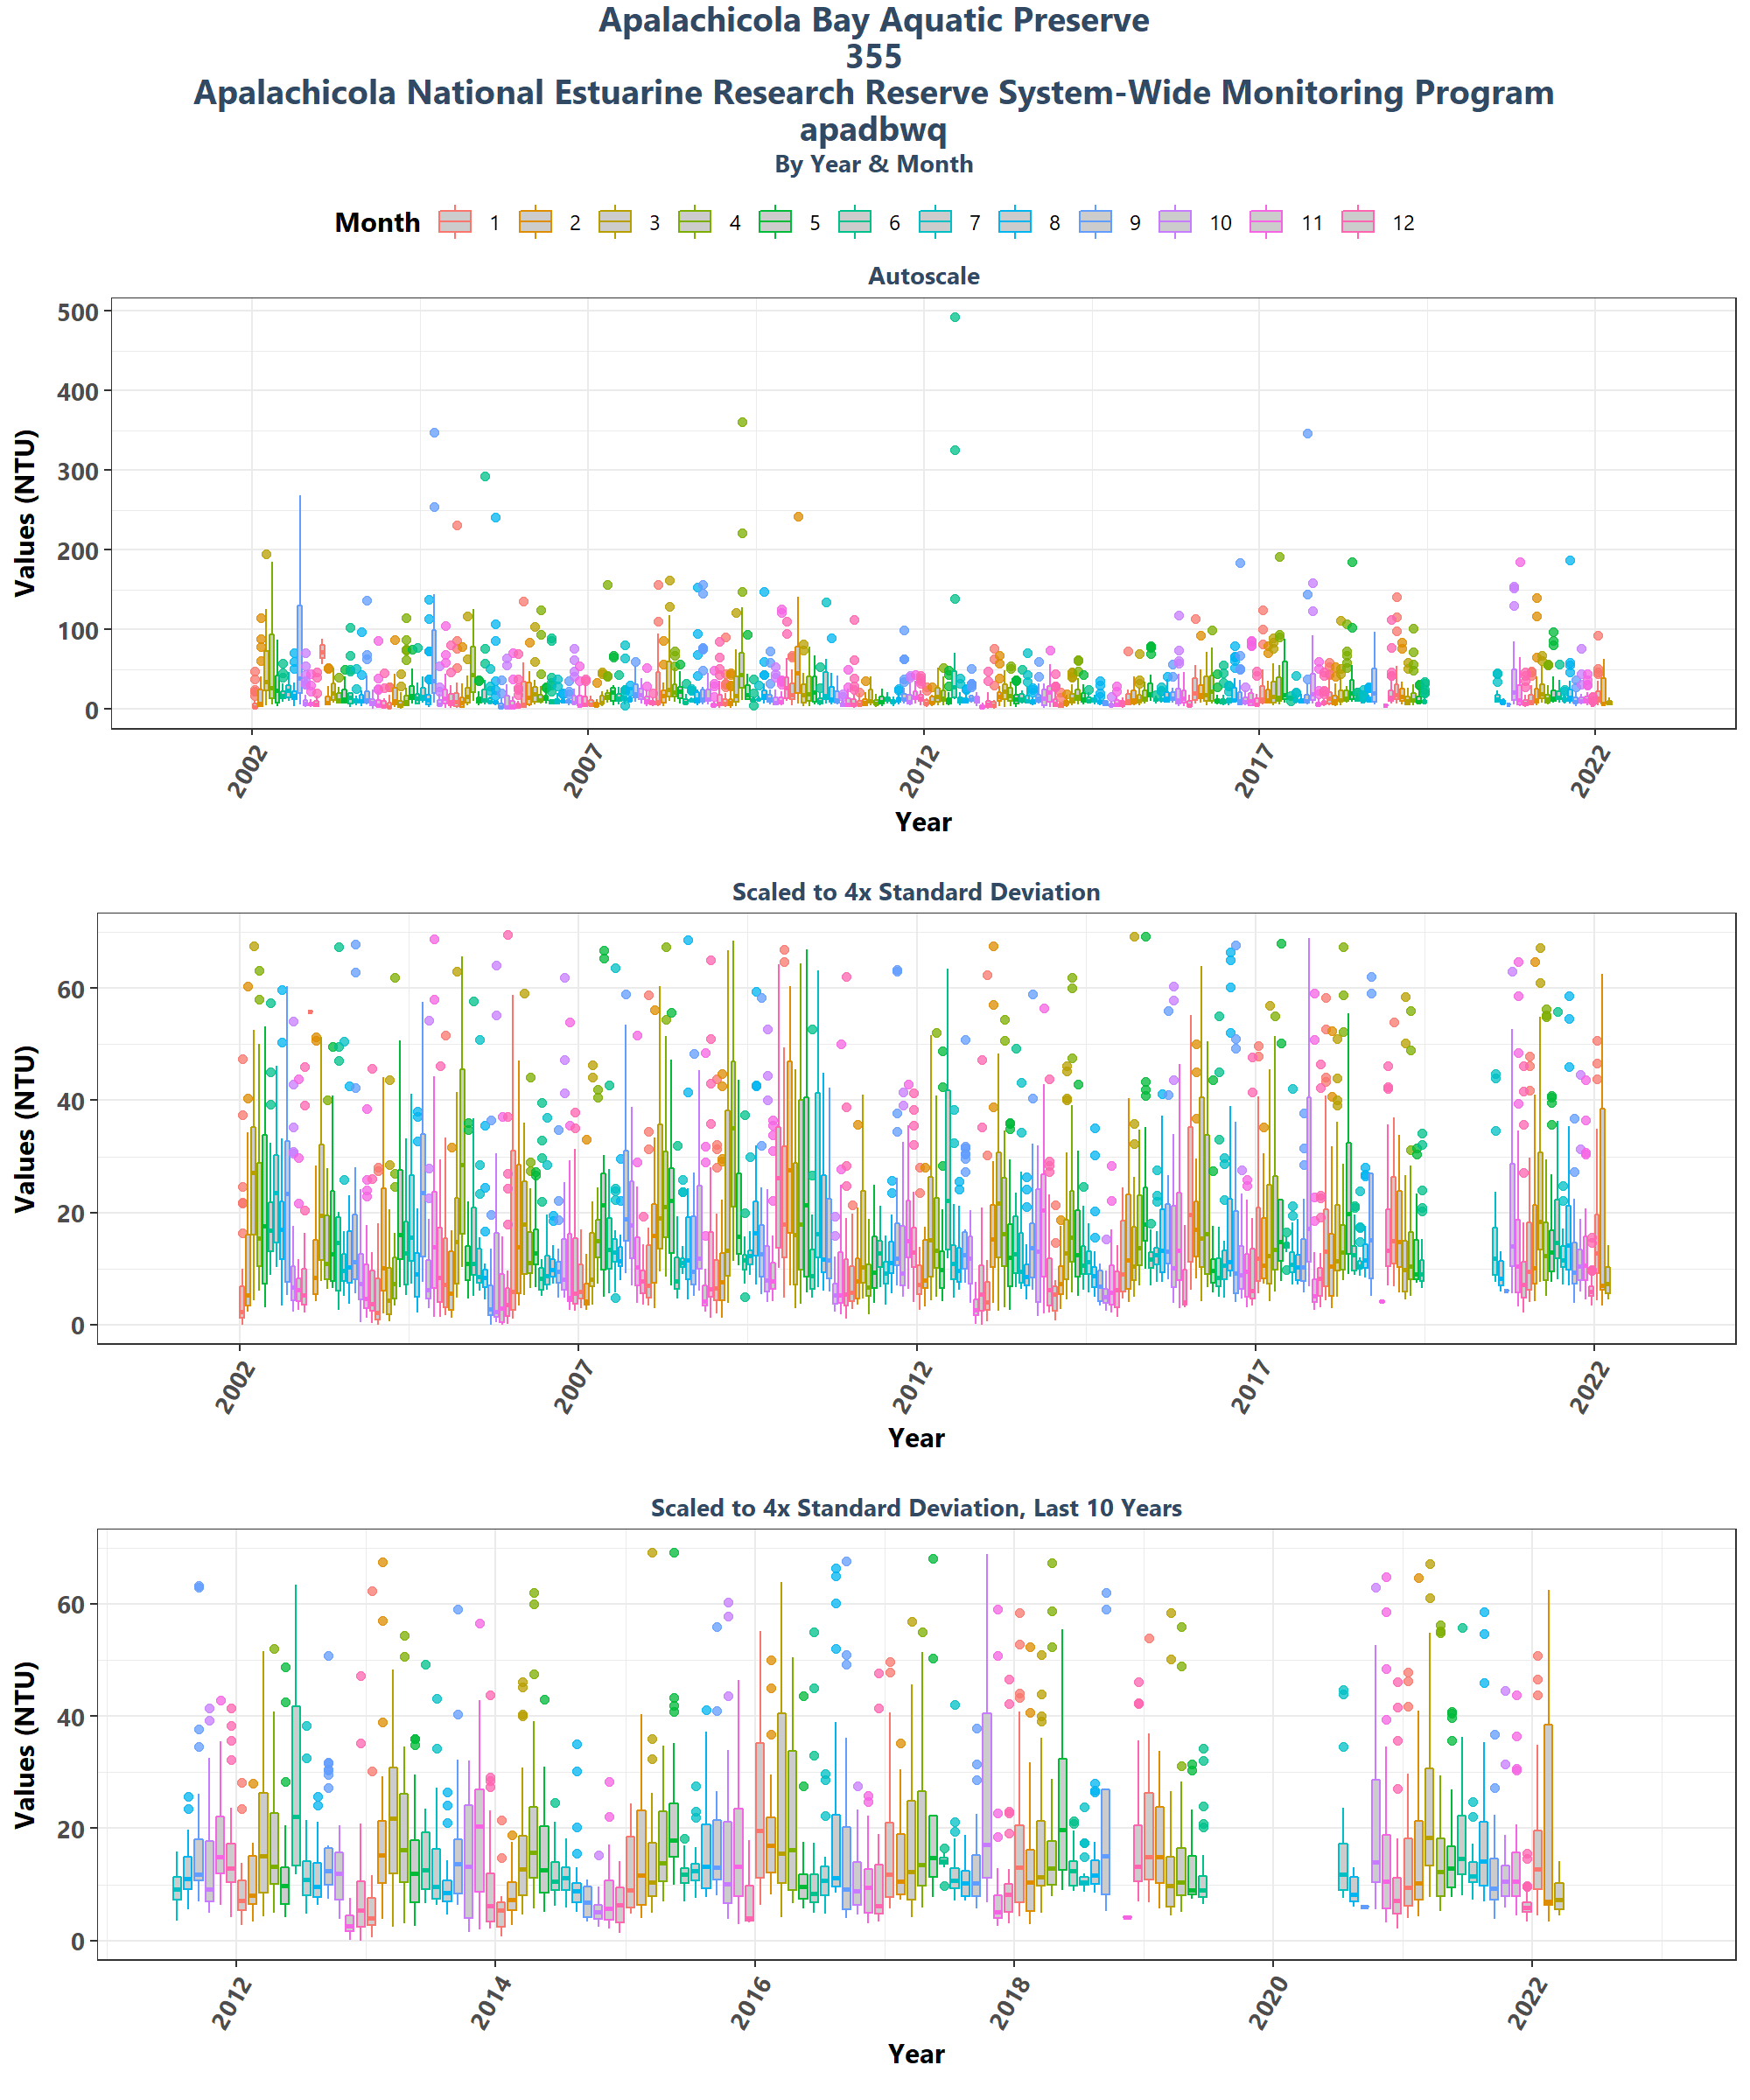 Apalachicola Bay Aquatic Preserve
355
Apalachicola National Estuarine Research Reserve System-Wide Monitoring Program
apadbwq
By Year & Month
Month 1 2 3 4 5 6 7 8 9 10 11 12
Autoscale
500
400
300
200
100
0
Values (NTU)
2002 2007 2012 2017 2022
Year
Scaled to 4x Standard Deviation
60
40
20
0
Values (NTU)
2002 2007 2012 2017 2022
Year
Scaled to 4x Standard Deviation, Last 10 Years
60
40
20
0
Values (NTU)
2012 2014 2016 2018 2020 2022
Year